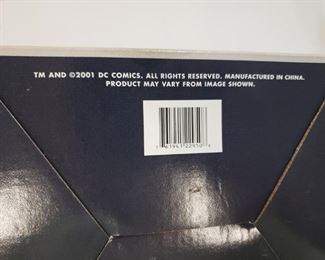 TM AND ©2001 DC COMICS. ALL RIGHTS RESERVED. MANUFACTURED IN CHINA.
PRODUCT MAY VARY FROM IMAGE SHOWN.